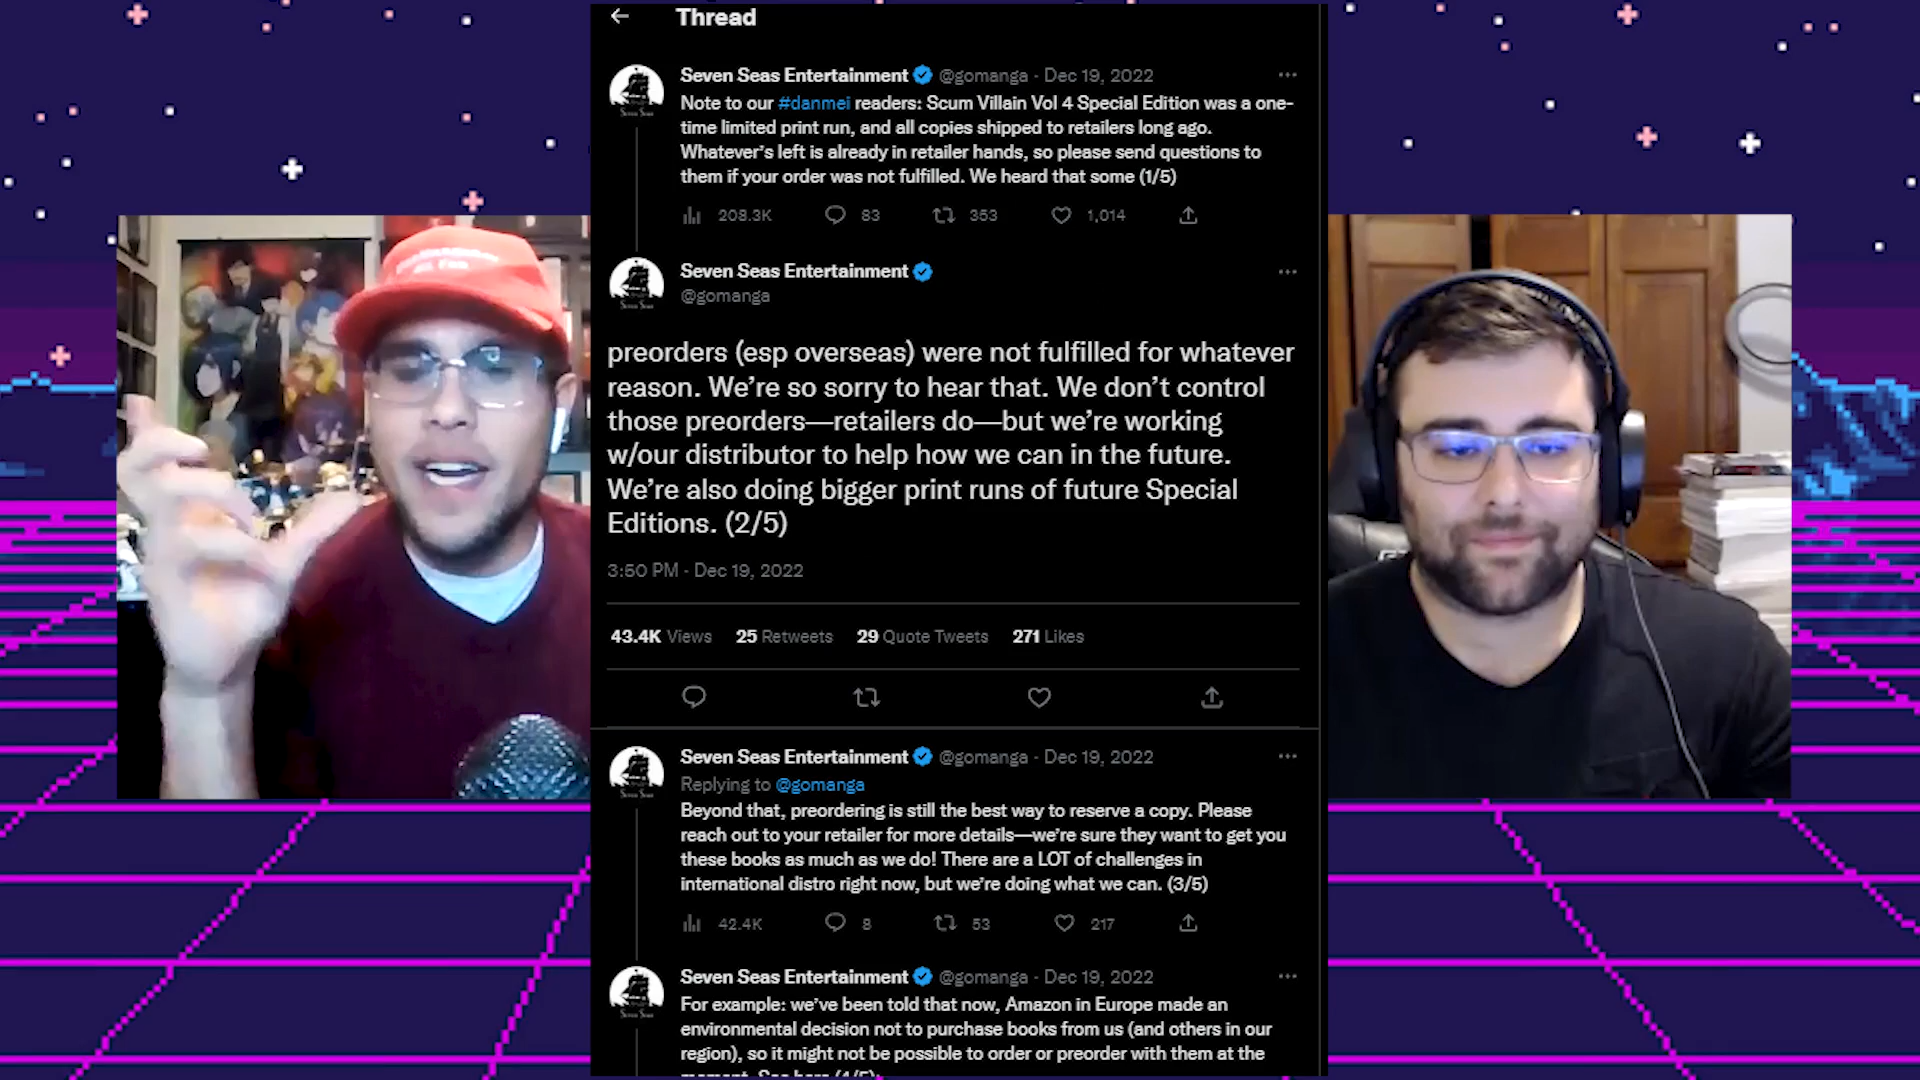 Thread
Seven Seas Entertainment @gomanga · Dec 19, 2022
Note to our #danmei readers: Scum Villain Vol 4 Special Edition was a one-
time limited print run, and all copies shipped to retailers long ago.
Whatever's left is already in retailer hands, so please send questions to
them if your order was not fulfilled. We heard that some (1/5)
208.3K 83 353 1,014
Seven Seas Entertainment
@gomanga
preorders (esp overseas) were not fulfilled for whatever
reason. We're so sorry to hear that. We don't control
those preorders—retailers do—but we're working
w/our distributor to help how we can in the future.
We're also doing bigger print runs of future Special
Editions. (2/5)
3:50 PM · Dec 19, 2022
43.4K Views 25 Retweets 29 Quote Tweets 271 Likes
Seven Seas Entertainment @gomanga · Dec 19, 2022
Replying to @gomanga
Beyond that, preordering is still the best way to reserve a copy. Please
reach out to your retailer for more details—we're sure they want to get you
these books as much as we do! There are a LOT of challenges in
international distro right now, but we're doing what we can. (3/5)
42.4K 8 53 217
Seven Seas Entertainment @gomanga · Dec 19, 2022
For example: we've been told that now, Amazon in Europe made an
environmental decision not to purchase books from us (and others in our
region), so it might not be possible to order or preorder with them at the
moment. See here (4/5):